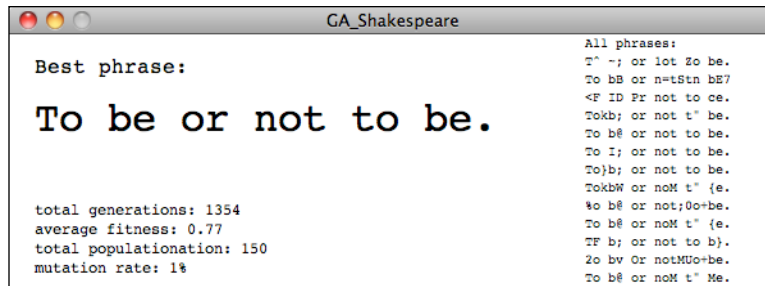 GA_Shakespeare
Best phrase:
To be or not to be.
total generations: 1354
average fitness: 0.77
total populationation: 150
mutation rate: 1%
All phrases:
T^ ~; or lot Zo be.
To bB or n=tStn bE7
<F ID Pr not to ce.
Tokb; or not t" be.
To b@ or not to be.
To I; or not to be.
To}b; or not to be.
TokbW or noM t" {e.
%o b@ or not;0o+be.
To b@ or noM t" {e.
TF b; or not to b}.
2o bv Or notMUo+be.
To b@ or noM t" Me.